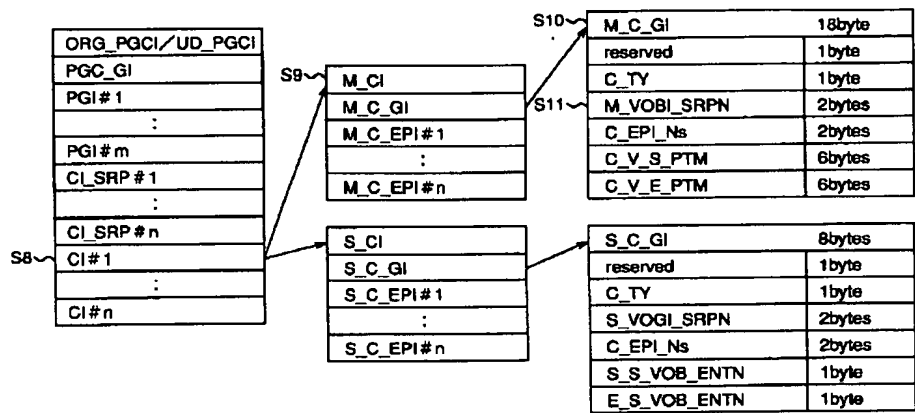 ORG_PGCI/UD_PGCI
PGC_GI
PGI#1
:
PGI#m
CI_SRP#1
:
CI_SRP#n
S8 CI#1
:
CI#n
S9 M_CI
M_C_GI
M_C_EPI#1
:
M_C_EPI#n
S_CI
S_C_GI
S_C_EPI#1
:
S_C_EPI#n
S10 M_C_GI 18byte
reserved 1byte
C_TY 1byte
S11 M_VOBI_SRPN 2bytes
C_EPI_Ns 2bytes
C_V_S_PTM 6bytes
C_V_E_PTM 6bytes
S_C_GI 8bytes
reserved 1byte
C_TY 1byte
S_VOGI_SRPN 2bytes
C_EPI_Ns 2bytes
S_S_VOB_ENTN 1byte
E_S_VOB_ENTN 1byte